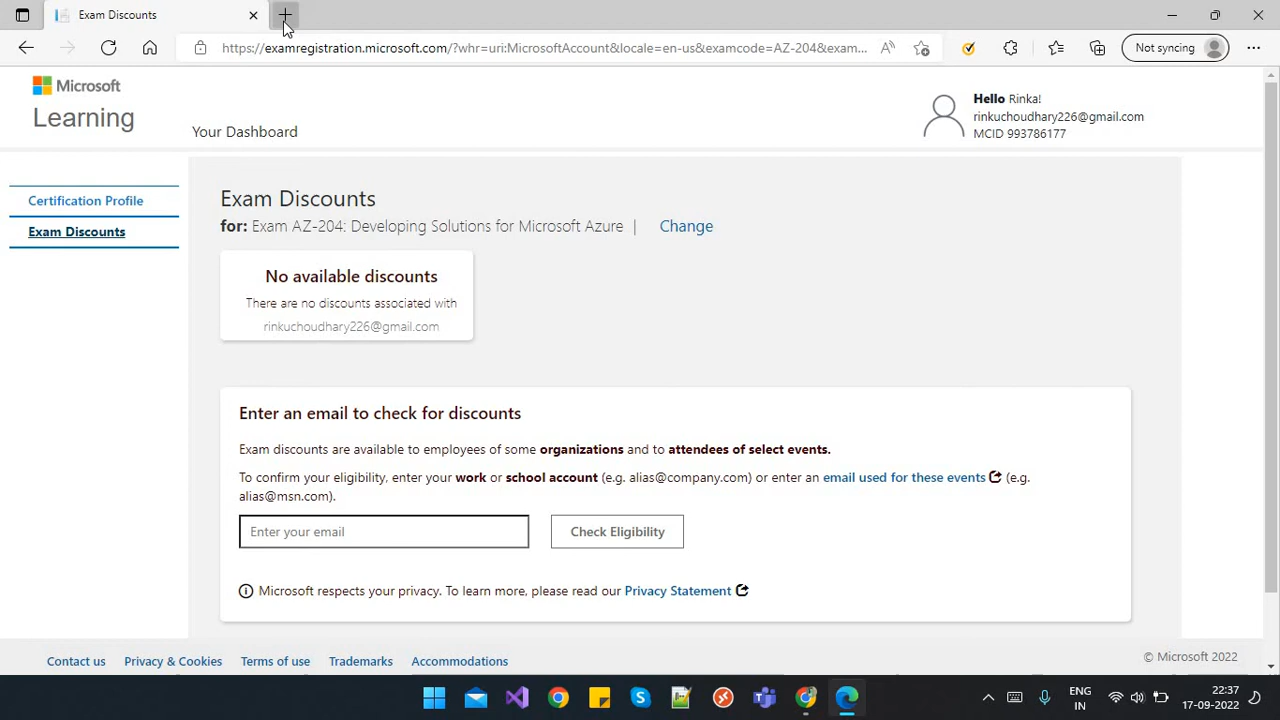 Exam Discounts
https://examregistration.microsoft.com/?whr=uri:MicrosoftAccount&locale=en-us&examcode=AZ-204&exam...
Not syncing
Microsoft
Learning
Your Dashboard
Hello Rinka!
rinkuchoudhary226@gmail.com
MCID 993786177
Certification Profile
Exam Discounts
Exam Discounts
for: Exam AZ-204: Developing Solutions for Microsoft Azure | Change
No available discounts
There are no discounts associated with
rinkuchoudhary226@gmail.com
Enter an email to check for discounts
Exam discounts are available to employees of some organizations and to attendees of select events.
To confirm your eligibility, enter your work or school account (e.g. alias@company.com) or enter an email used for these events (e.g.
alias@msn.com).
Enter your email
Check Eligibility
Microsoft respects your privacy. To learn more, please read our Privacy Statement
Contact us
Privacy & Cookies
Terms of use
Trademarks
Accommodations
© Microsoft 2022
ENG
IN
22:37
17-09-2022